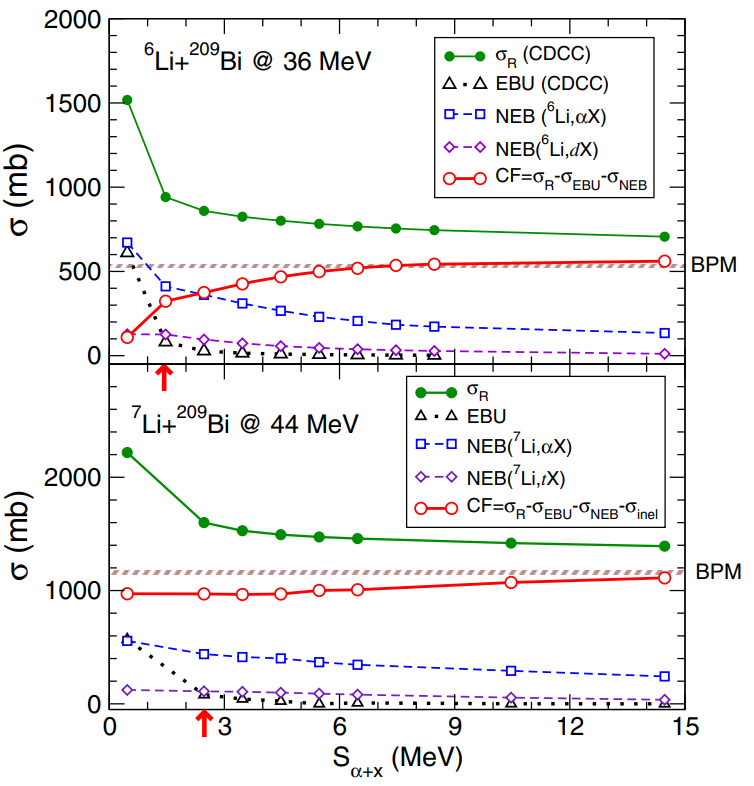 2000
1500
1000
500
0
σ (mb)
⁶Li+²⁰⁹Bi @ 36 MeV
σ_R (CDCC)
EBU (CDCC)
NEB (⁶Li,αX)
NEB(⁶Li,dX)
CF=σ_R-σ_EBU-σ_NEB
BPM
2000
1000
0
σ (mb)
⁷Li+²⁰⁹Bi @ 44 MeV
σ_R
EBU
NEB(⁷Li,αX)
NEB(⁷Li,tX)
CF=σ_R-σ_EBU-σ_NEB-σ_inel
BPM
0 3 6 9 12 15
S_α+x (MeV)